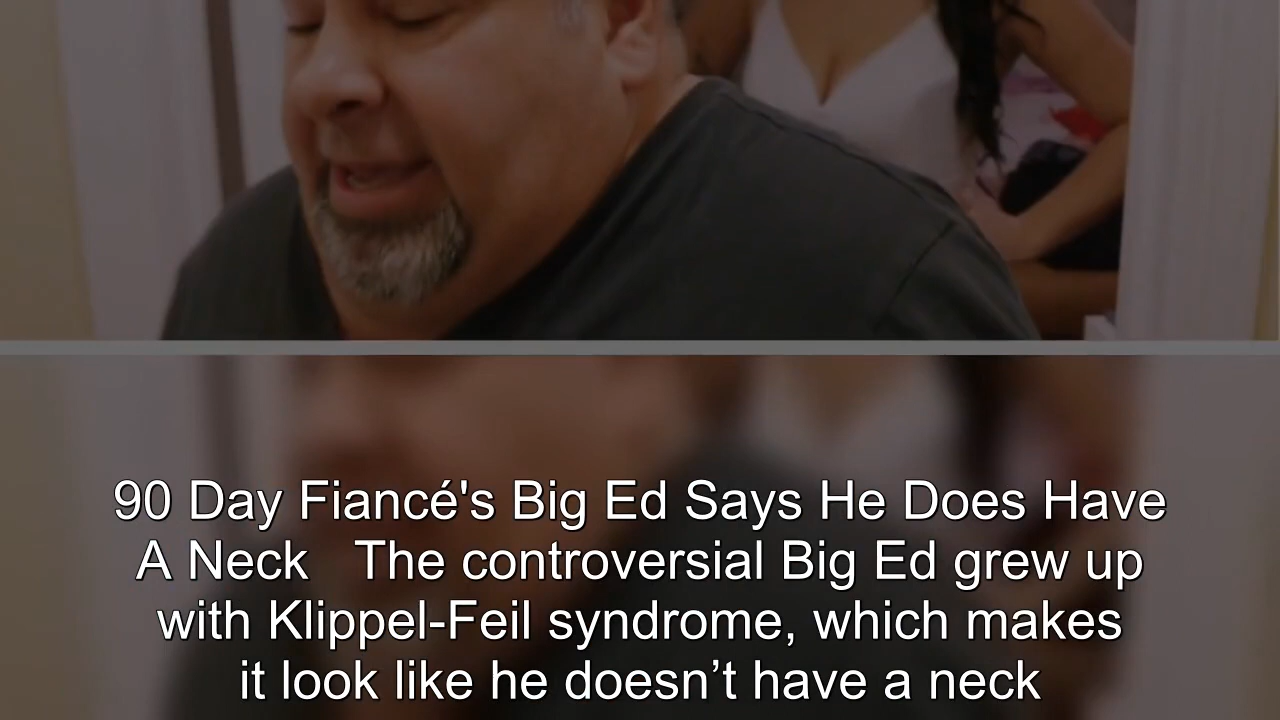 90 Day Fiancé's Big Ed Says He Does Have
A Neck   The controversial Big Ed grew up
with Klippel-Feil syndrome, which makes
it look like he doesn’t have a neck